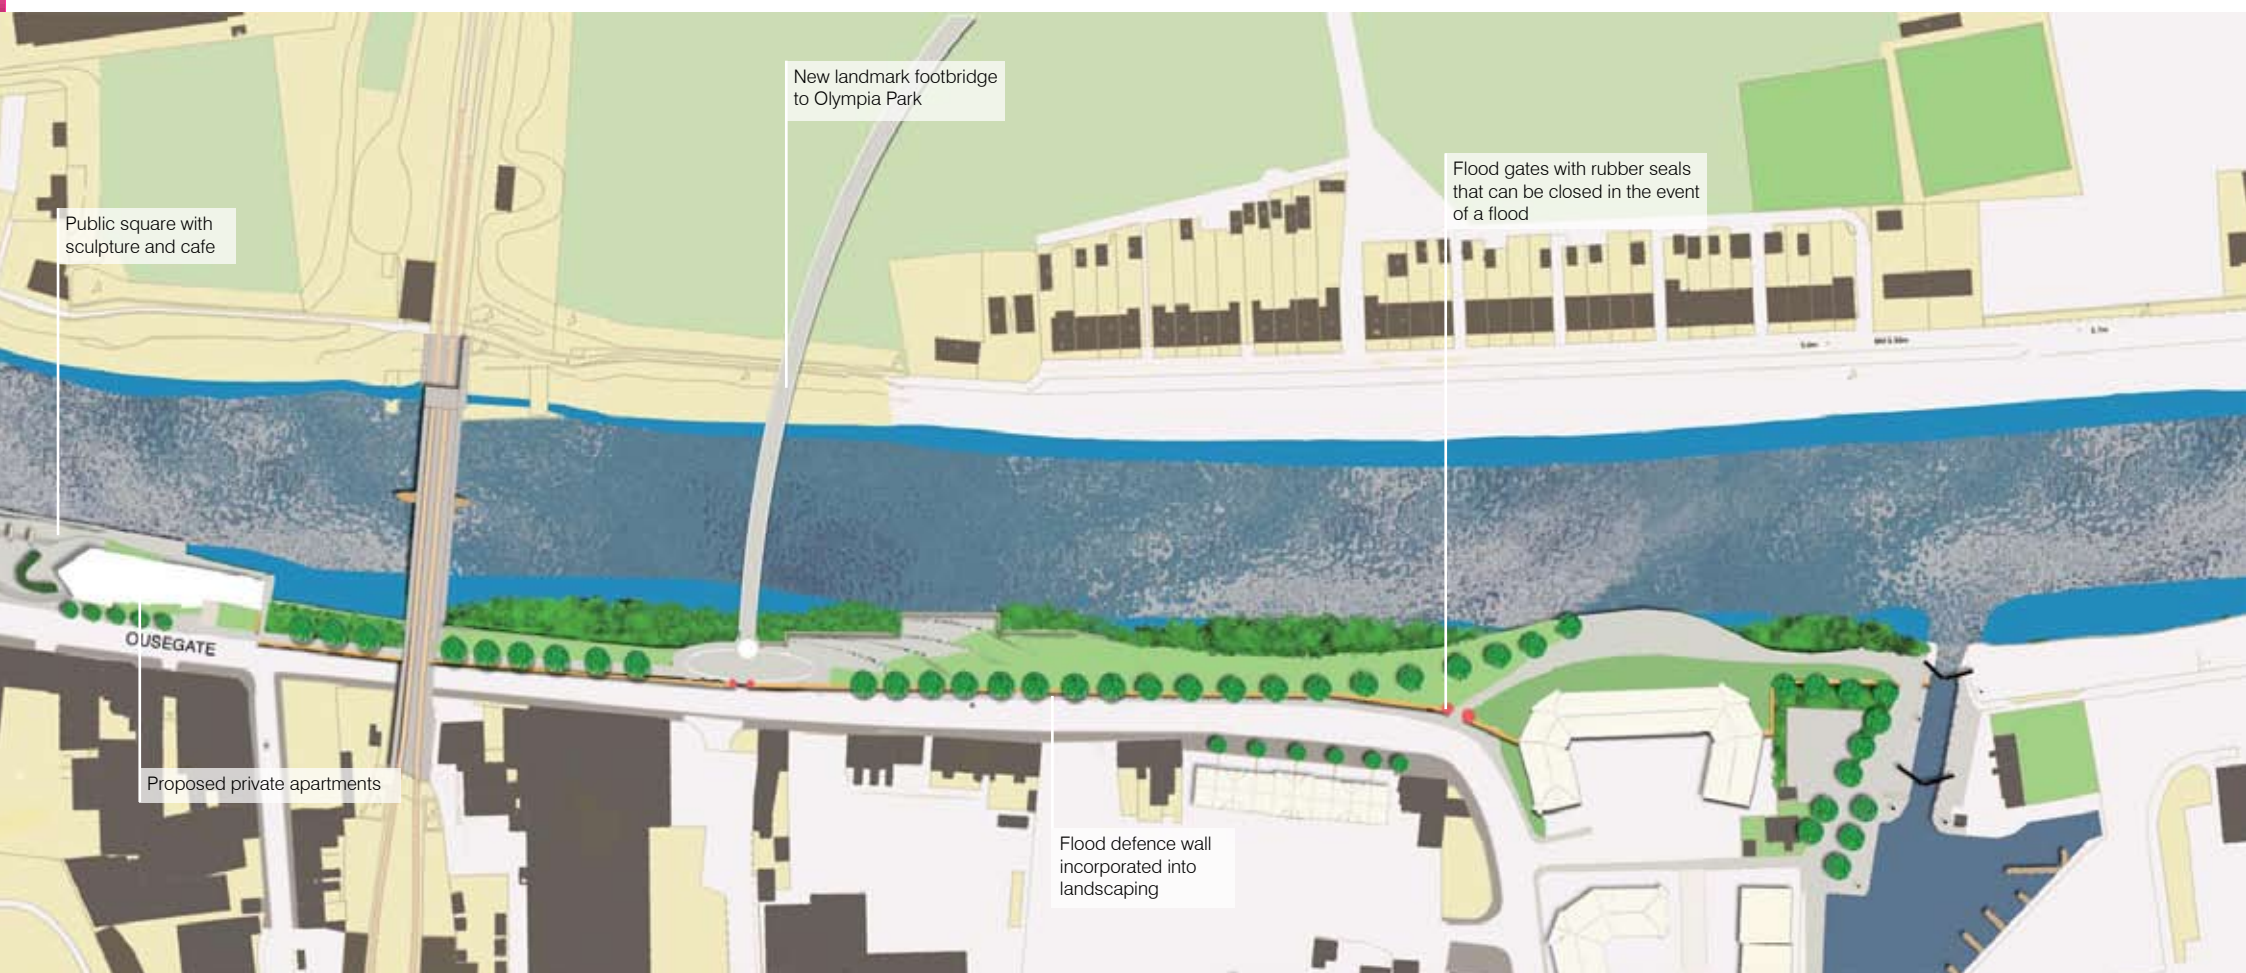 New landmark footbridge
to Olympia Park
Flood gates with rubber seals
that can be closed in the event
of a flood
Public square with
sculpture and cafe
OUSEGATE
Proposed private apartments
Flood defence wall
incorporated into
landscaping